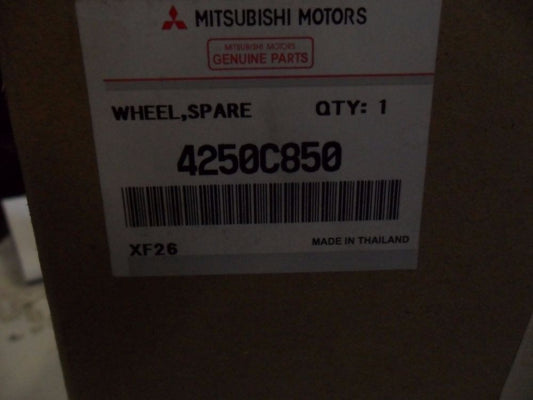 MITSUBISHI MOTORS
MITSUBISHI MOTORS
GENUINE PARTS
WHEEL,SPARE QTY: 1
4250C850
XF26 MADE IN THAILAND